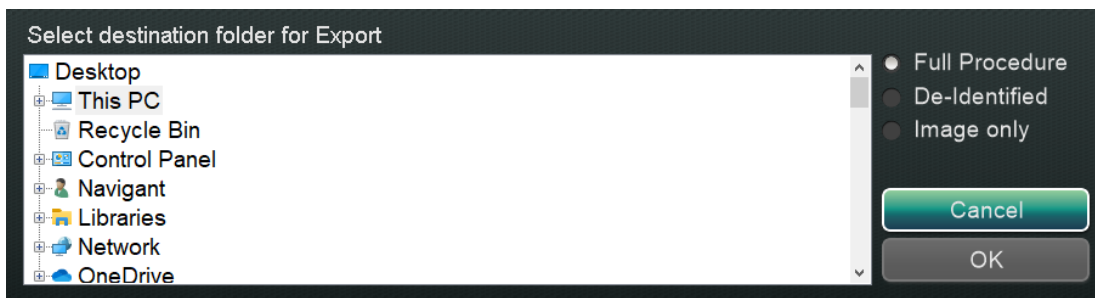 Select destination folder for Export
Desktop
This PC
Recycle Bin
Control Panel
Navigant
Libraries
Network
OneDrive
Full Procedure
De-Identified
Image only
Cancel
OK